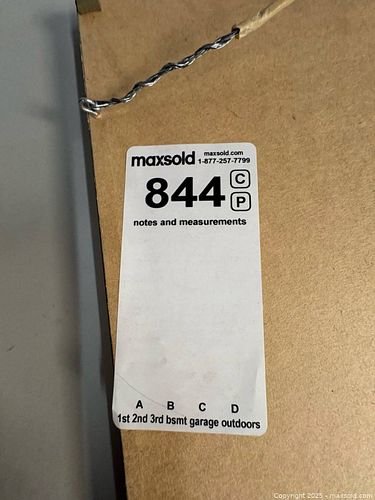 maxsold maxsold.com
1-877-257-7799
844 C
P
notes and measurements
A B C D
1st 2nd 3rd bsmt garage outdoors
Copyright © 2025 - maxsold.com